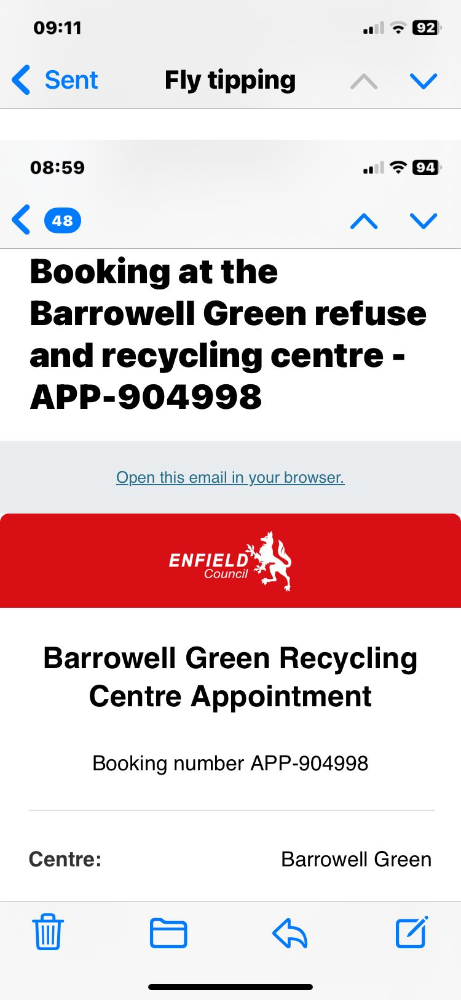 09:11
92
Sent
Fly tipping
08:59
94
48
Booking at the
Barrowell Green refuse
and recycling centre -
APP-904998
Open this email in your browser.
ENFIELD
Council
Barrowell Green Recycling
Centre Appointment
Booking number APP-904998
Centre:
Barrowell Green